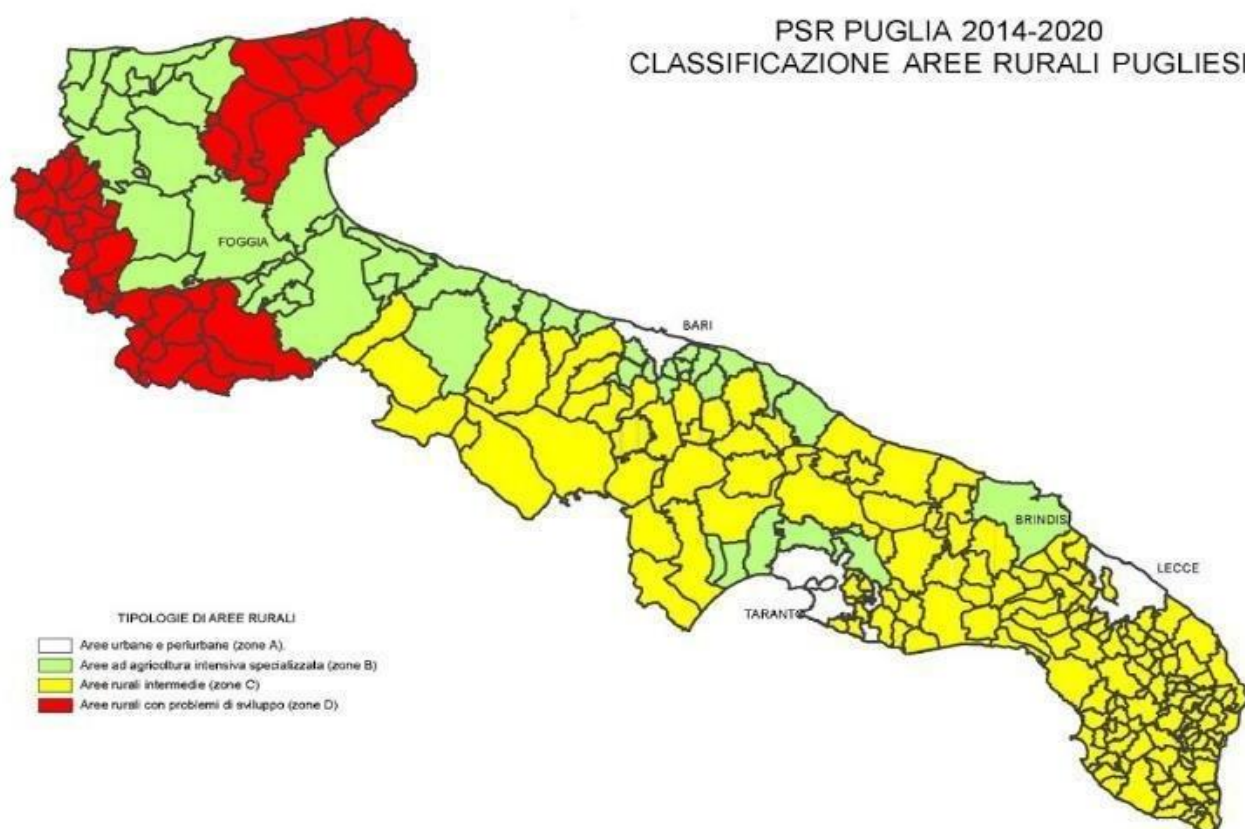 PSR PUGLIA 2014-2020
CLASSIFICAZIONE AREE RURALI PUGLIESI
FOGGIA
BARI
BRINDISI
LECCE
TARANTO
TIPOLOGIE DI AREE RURALI
Aree urbane e periurbane (zone A).
Aree ad agricoltura intensiva specializzata (zone B)
Aree rurali intermedie (zone C)
Aree rurali con problemi di sviluppo (zone D)